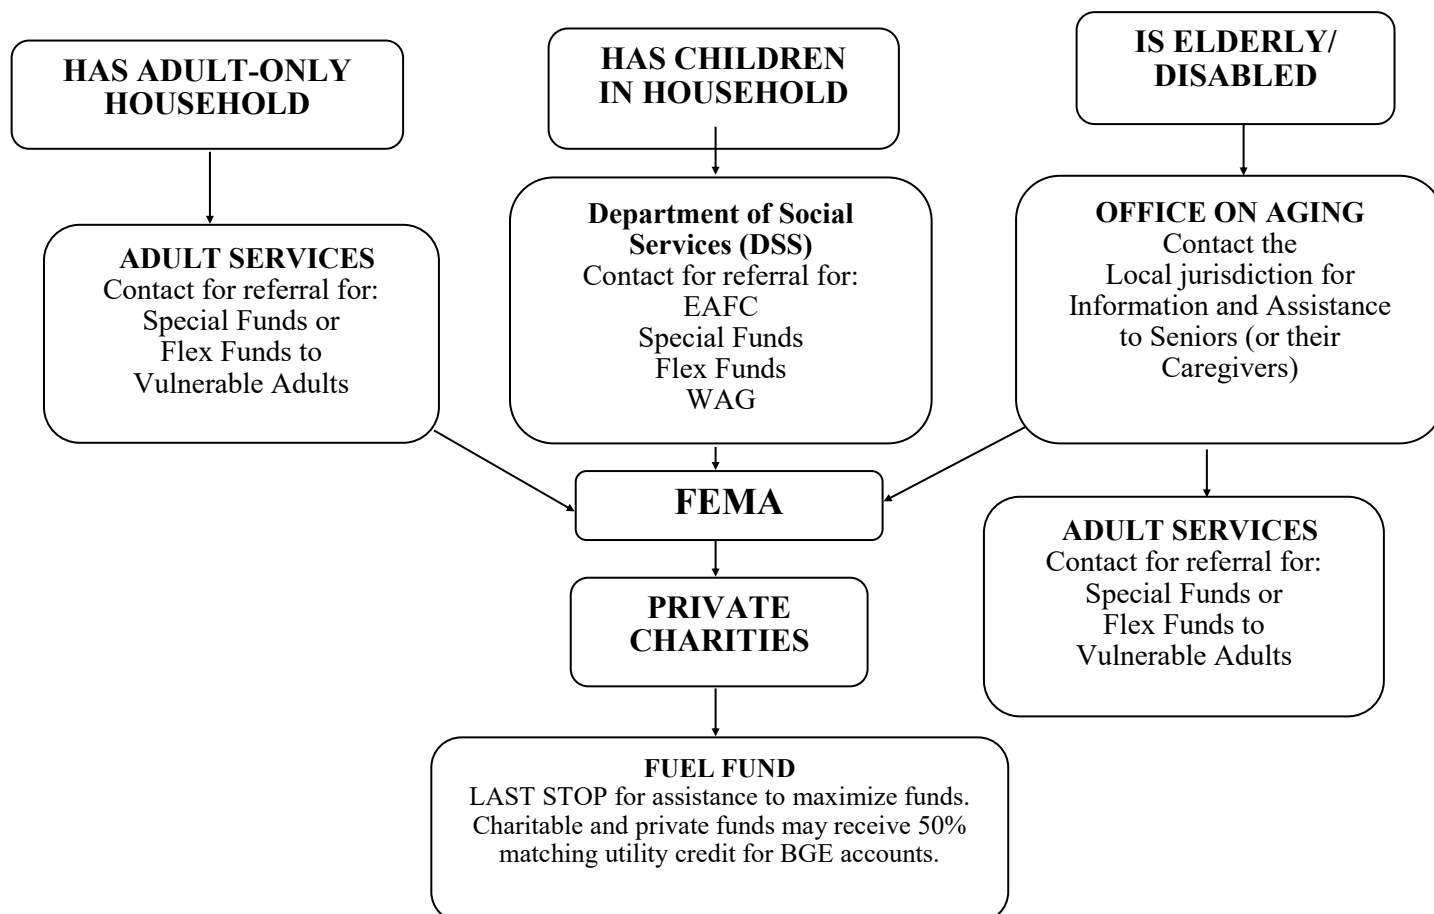 HAS ADULT-ONLY
HOUSEHOLD
HAS CHILDREN
IN HOUSEHOLD
IS ELDERLY/
DISABLED
ADULT SERVICES
Contact for referral for:
Special Funds or
Flex Funds to
Vulnerable Adults
Department of Social
Services (DSS)
Contact for referral for:
EAFC
Special Funds
Flex Funds
WAG
OFFICE ON AGING
Contact the
Local jurisdiction for
Information and Assistance
to Seniors (or their
Caregivers)
FEMA
ADULT SERVICES
Contact for referral for:
Special Funds or
Flex Funds to
Vulnerable Adults
PRIVATE
CHARITIES
FUEL FUND
LAST STOP for assistance to maximize funds.
Charitable and private funds may receive 50%
matching utility credit for BGE accounts.